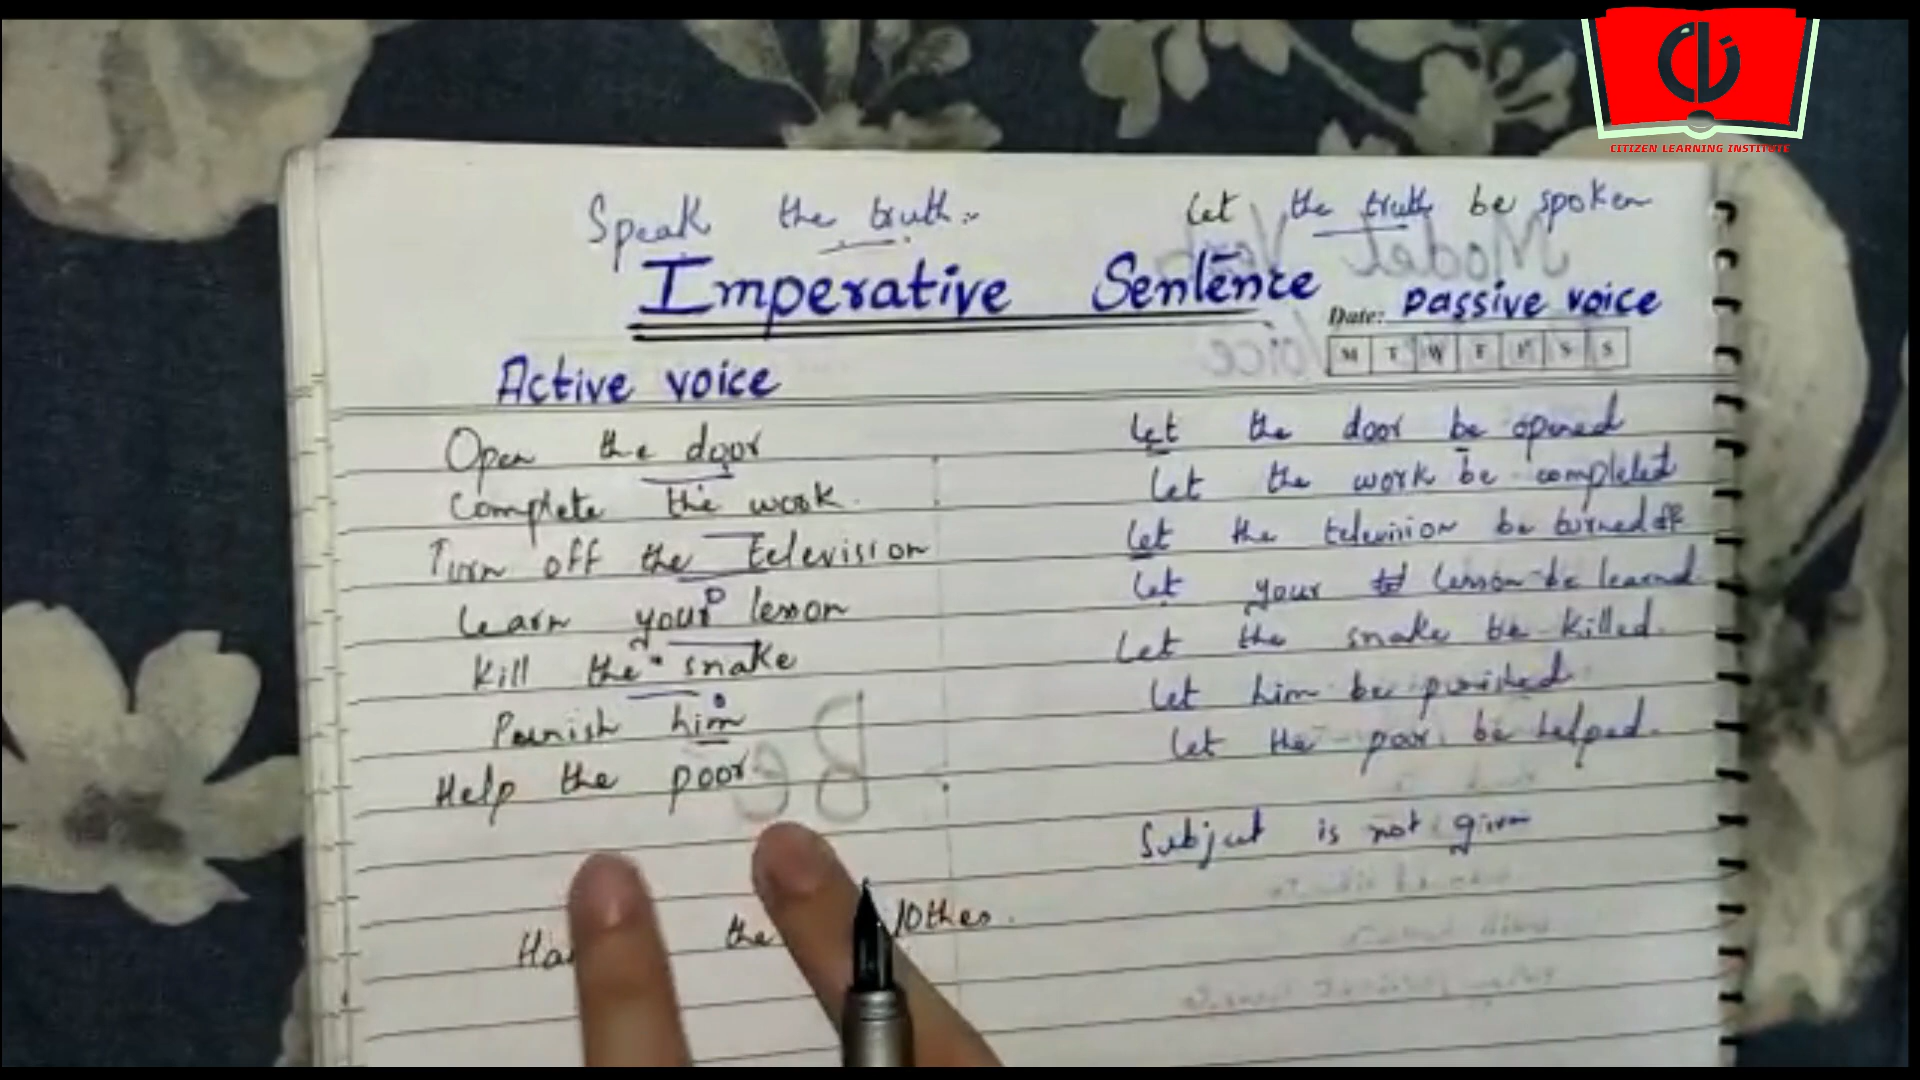 CITIZEN LEARNING INSTITUTE
Speak the truth.
Let the truth be spoken
Imperative Sentence
Date: passive voice
M T W T F S S
Active voice
Open the door
Let the door be opened
Complete the work.
Let the work be completed
Turn off the television
Let the television be turned off
Learn your lesson
Let your lesson be learned
Kill the snake
Let the snake be killed.
Punish him
Let him be punished
Help the poor
Let the poor be helped.
Subject is not given
the